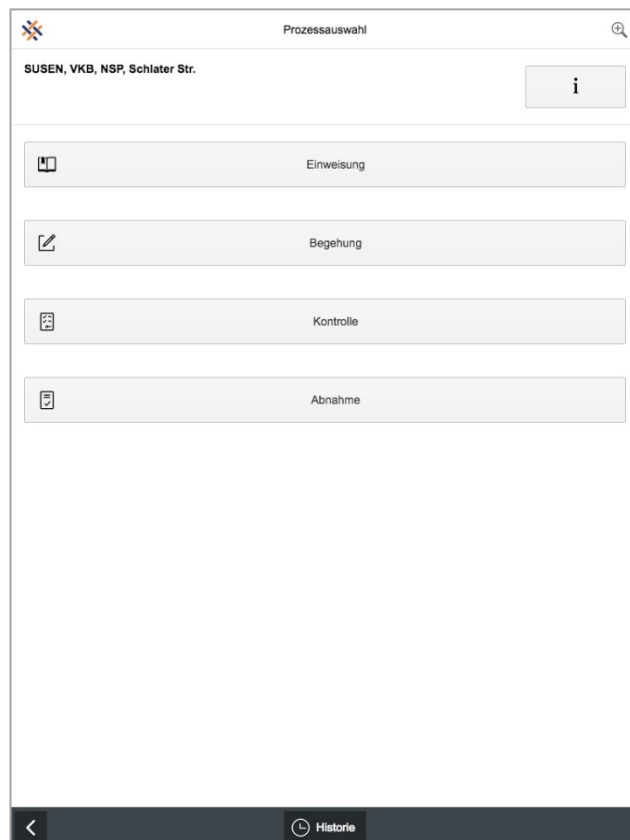 Prozessauswahl
SUSEN, VKB, NSP, Schlater Str.
i
Einweisung
Begehung
Kontrolle
Abnahme
Historie